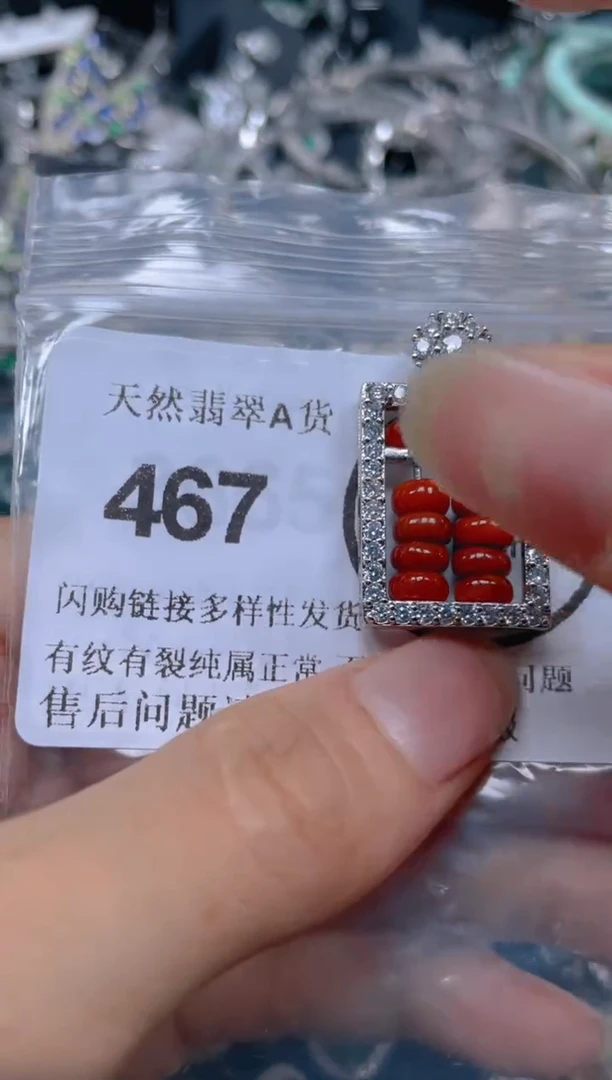 天然翡翠A货
467
闪购链接多样性发货
有纹有裂纯属正常
问题
售后问题